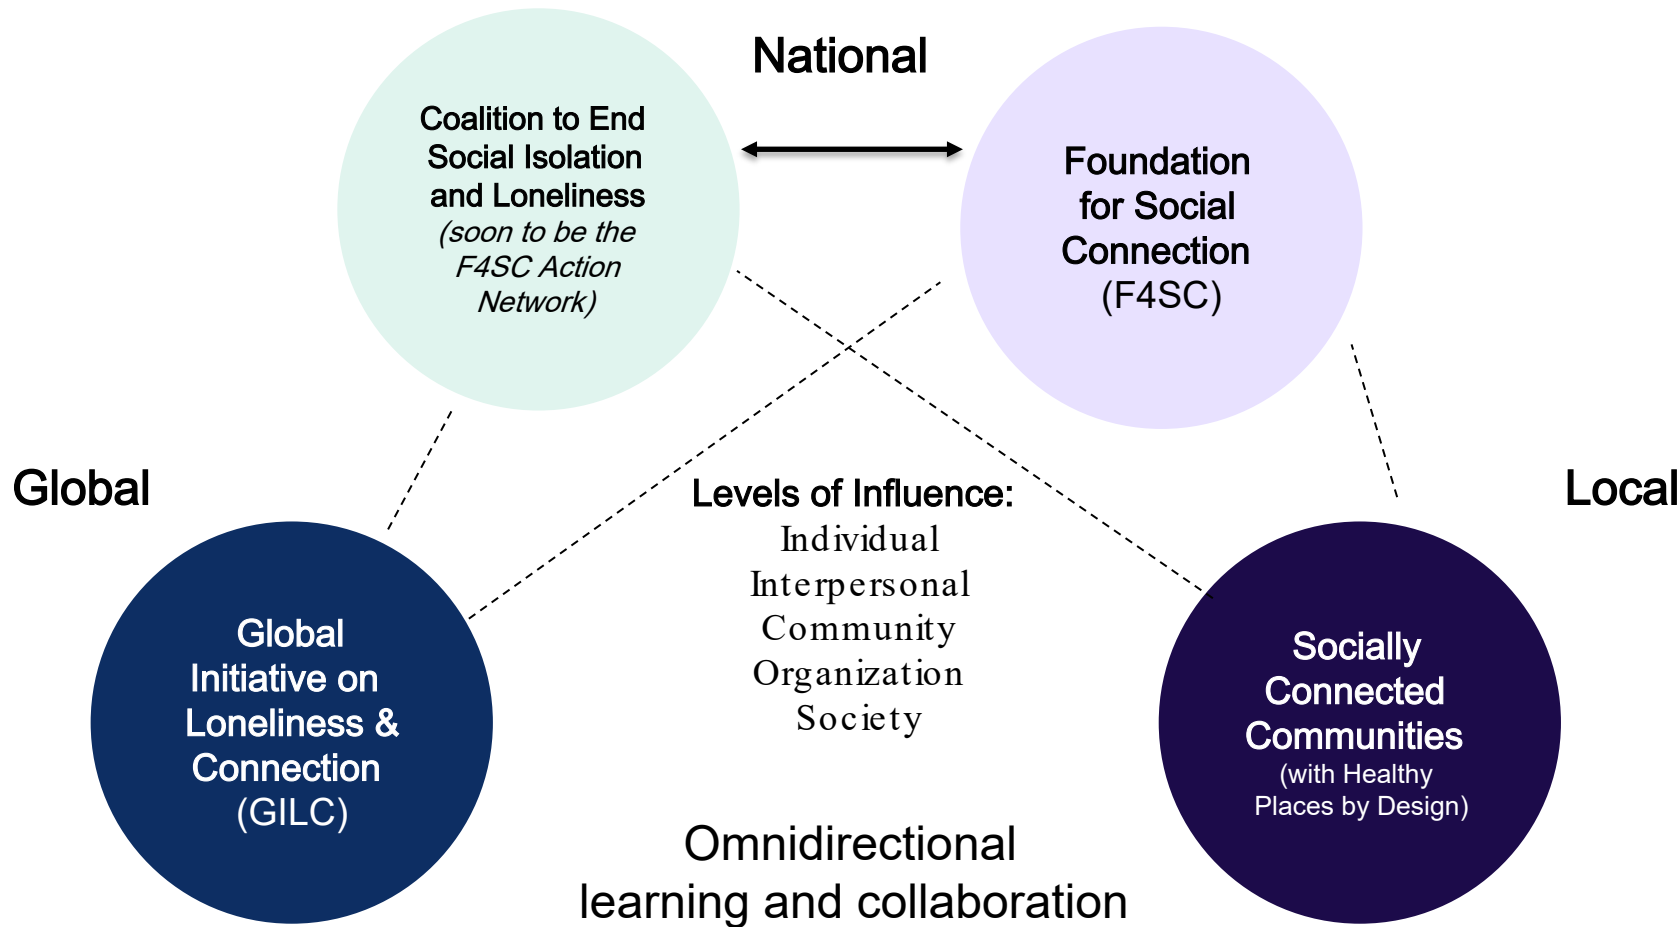 National
Coalition to End
Social Isolation
and Loneliness
(soon to be the
F4SC Action
Network)
Foundation
for Social
Connection
(F4SC)
Global
Local
Levels of Influence:
Individual
Interpersonal
Community
Organization
Society
Global
Initiative on
Loneliness &
Connection
(GILC)
Socially
Connected
Communities
(with Healthy
Places by Design)
Omnidirectional
learning and collaboration